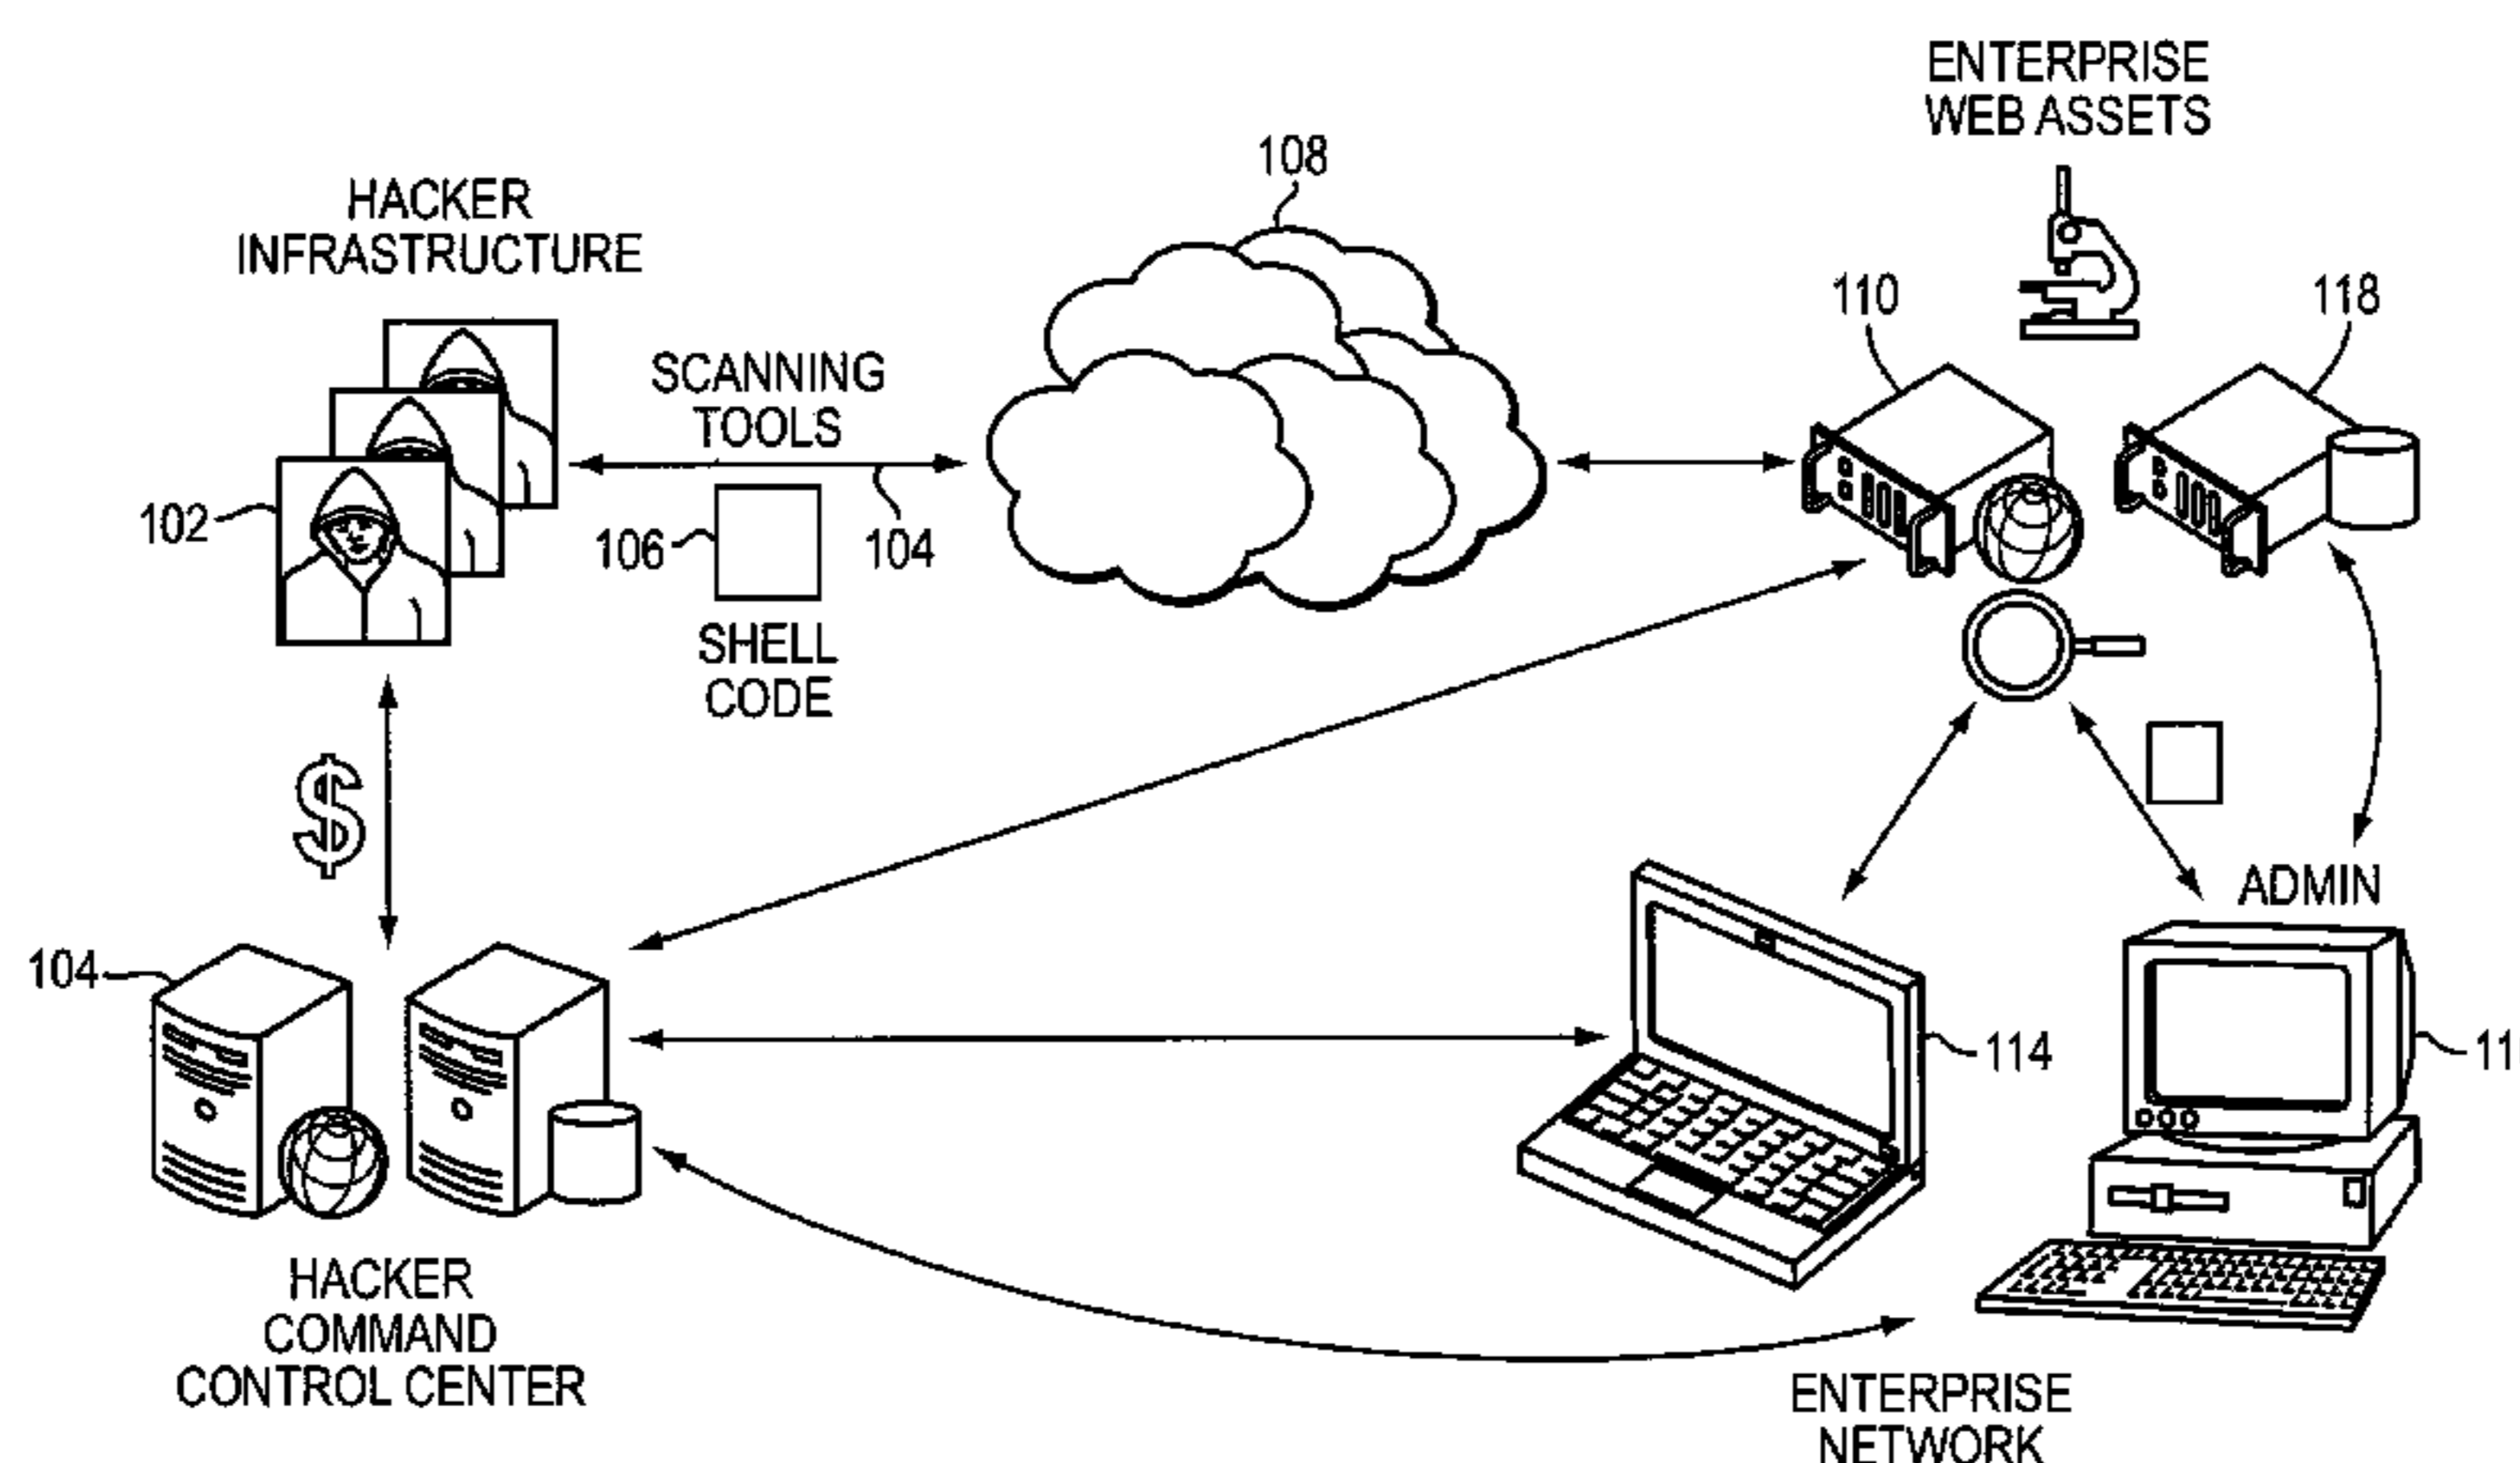 ENTERPRISE
WEB ASSETS
108
HACKER
INFRASTRUCTURE
110
118
SCANNING
TOOLS
102
106
104
SHELL
CODE
$
ADMIN
104
114
HACKER
COMMAND
CONTROL CENTER
ENTERPRISE
NETWORK